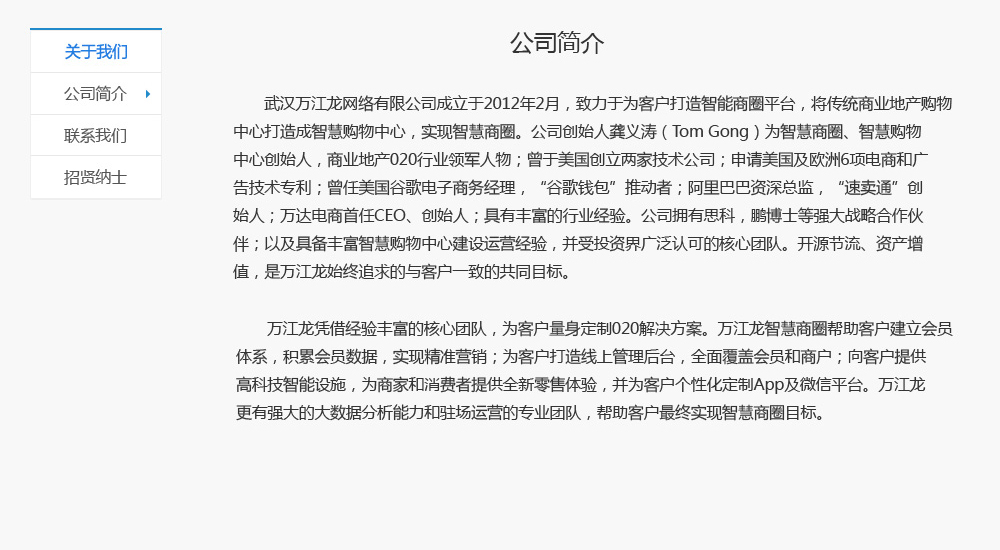 关于我们
公司简介
联系我们
招贤纳士
公司简介
武汉万江龙网络有限公司成立于2012年2月，致力于为客户打造智能商圈平台，将传统商业地产购物
中心打造成智慧购物中心，实现智慧商圈。公司创始人龚义涛（Tom Gong）为智慧商圈、智慧购物
中心创始人，商业地产020行业领军人物；曾于美国创立两家技术公司；申请美国及欧洲6项电商和广
告技术专利；曾任美国谷歌电子商务经理，“谷歌钱包”推动者；阿里巴巴资深总监，“速卖通”创
始人；万达电商首任CEO、创始人；具有丰富的行业经验。公司拥有思科，鹏博士等强大战略合作伙
伴；以及具备丰富智慧购物中心建设运营经验，并受投资界广泛认可的核心团队。开源节流、资产增
值，是万江龙始终追求的与客户一致的共同目标。
万江龙凭借经验丰富的核心团队，为客户量身定制020解决方案。万江龙智慧商圈帮助客户建立会员
体系，积累会员数据，实现精准营销；为客户打造线上管理后台，全面覆盖会员和商户；向客户提供
高科技智能设施，为商家和消费者提供全新零售体验，并为客户个性化定制App及微信平台。万江龙
更有强大的大数据分析能力和驻场运营的专业团队，帮助客户最终实现智慧商圈目标。